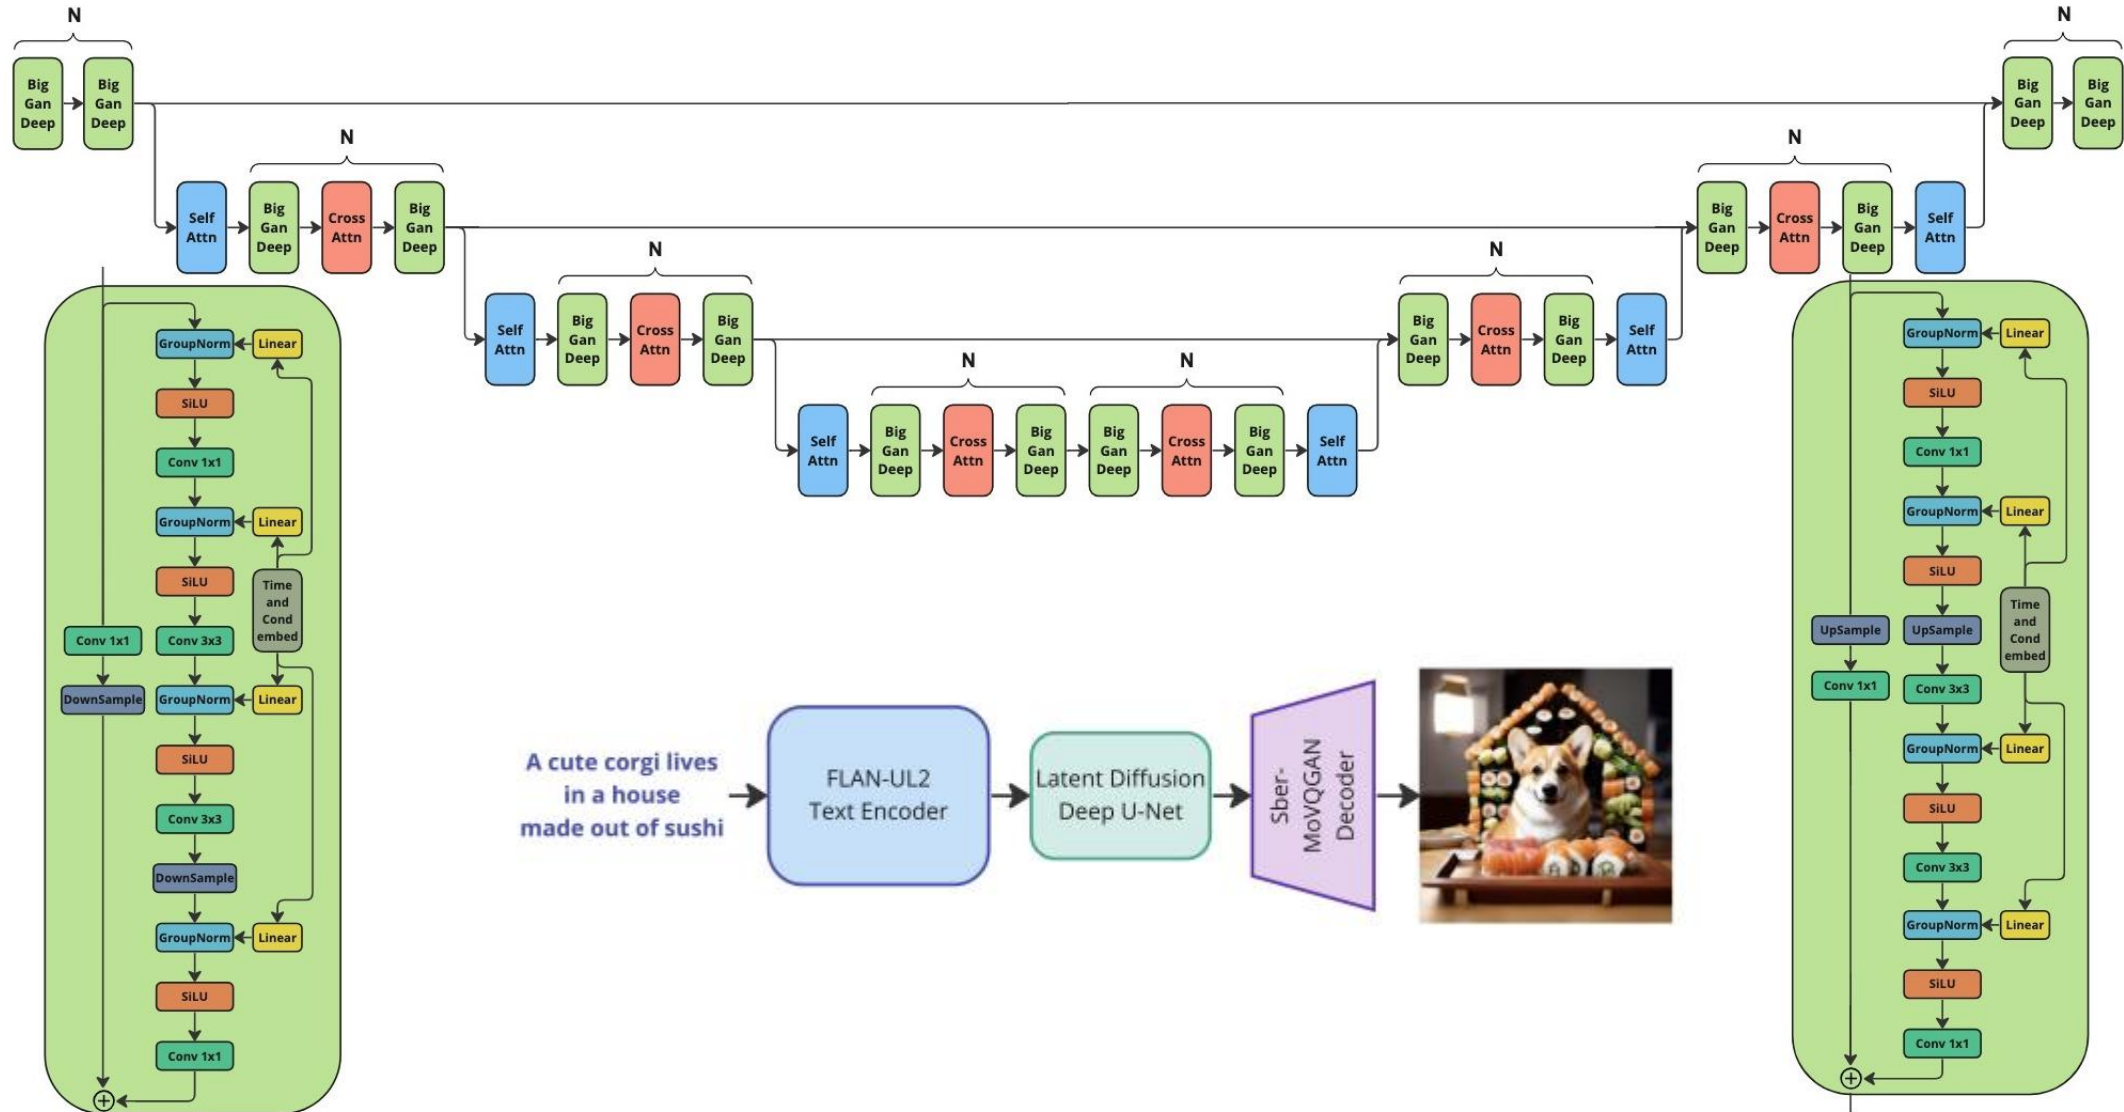 N
N
Big
Gan
Deep
Big
Gan
Deep
Big
Gan
Deep
Big
Gan
Deep
N
N
Self
Attn
Big
Gan
Deep
Cross
Attn
Big
Gan
Deep
Big
Gan
Deep
Cross
Attn
Big
Gan
Deep
Self
Attn
N
N
Self
Attn
Big
Gan
Deep
Cross
Attn
Big
Gan
Deep
Big
Gan
Deep
Cross
Attn
Big
Gan
Deep
Self
Attn
N
N
Self
Attn
Big
Gan
Deep
Cross
Attn
Big
Gan
Deep
Big
Gan
Deep
Cross
Attn
Big
Gan
Deep
Self
Attn
GroupNorm
Linear
SiLU
Conv 1x1
GroupNorm
Linear
SiLU
Time
and
Cond
embed
Conv 1x1
Conv 3x3
DownSample
GroupNorm
Linear
SiLU
Conv 3x3
DownSample
GroupNorm
Linear
SiLU
Conv 1x1
A cute corgi lives
in a house
made out of sushi
FLAN-UL2
Text Encoder
Latent Diffusion
Deep U-Net
Sber-
MoVQGAN
Decoder
GroupNorm
Linear
SiLU
Conv 1x1
GroupNorm
Linear
SiLU
Time
and
Cond
embed
UpSample
UpSample
Conv 1x1
Conv 3x3
GroupNorm
Linear
SiLU
Conv 3x3
GroupNorm
Linear
SiLU
Conv 1x1